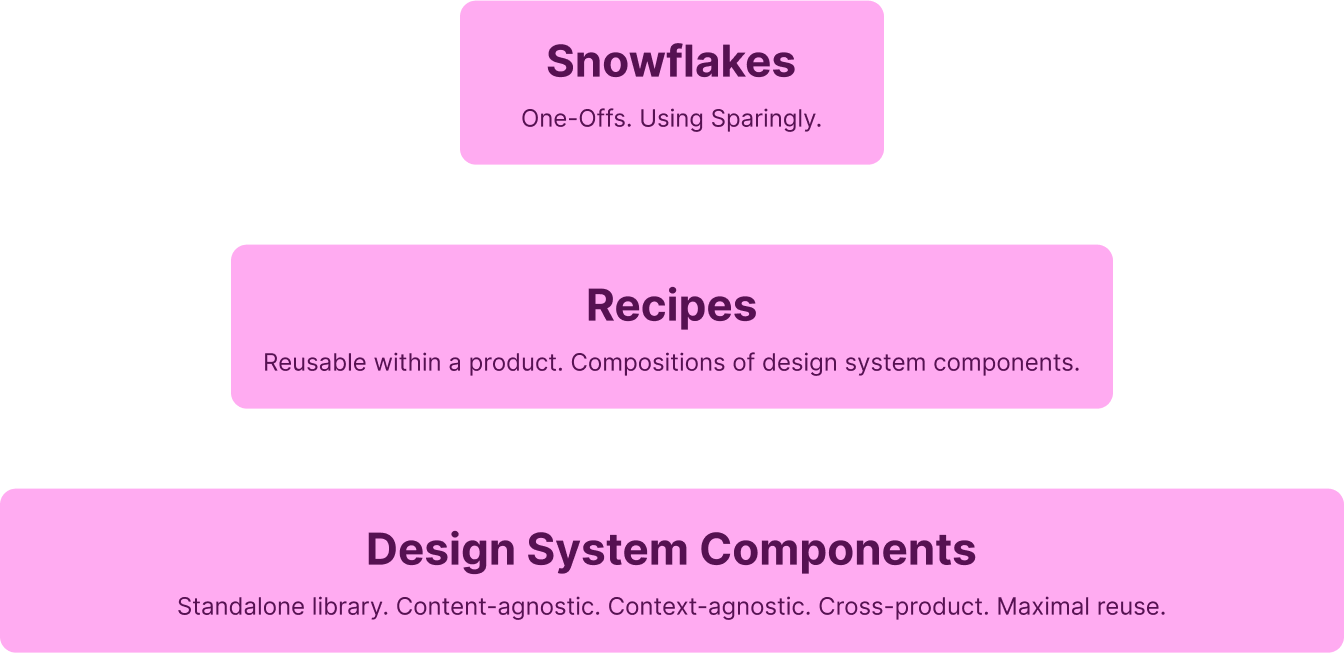 Snowflakes
One-Offs. Using Sparingly.
Recipes
Reusable within a product. Compositions of design system components.
Design System Components
Standalone library. Content-agnostic. Context-agnostic. Cross-product. Maximal reuse.